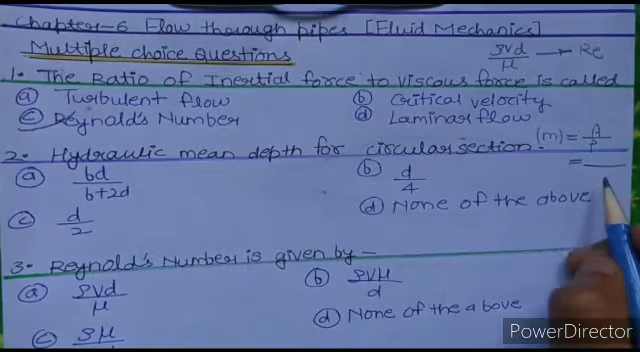 Chapter-6 Flow through pipes [Fluid Mechanics]
Multiple choice Questions
ρVd/μ → Re
1. The Ratio of Inertial force to viscous force is called
(a) Turbulent flow (b) Critical velocity
(c) Reynold's Number (d) Laminar flow
2. Hydraulic mean depth for circular section. (m) = A/P
=
(a) bd/b+2d (b) d/4
(c) d/2 (d) None of the above
3. Reynold's Number is given by -
(a) ρVd/μ (b) ρVμ/d
(c) ρμ (d) None of the above
PowerDirector